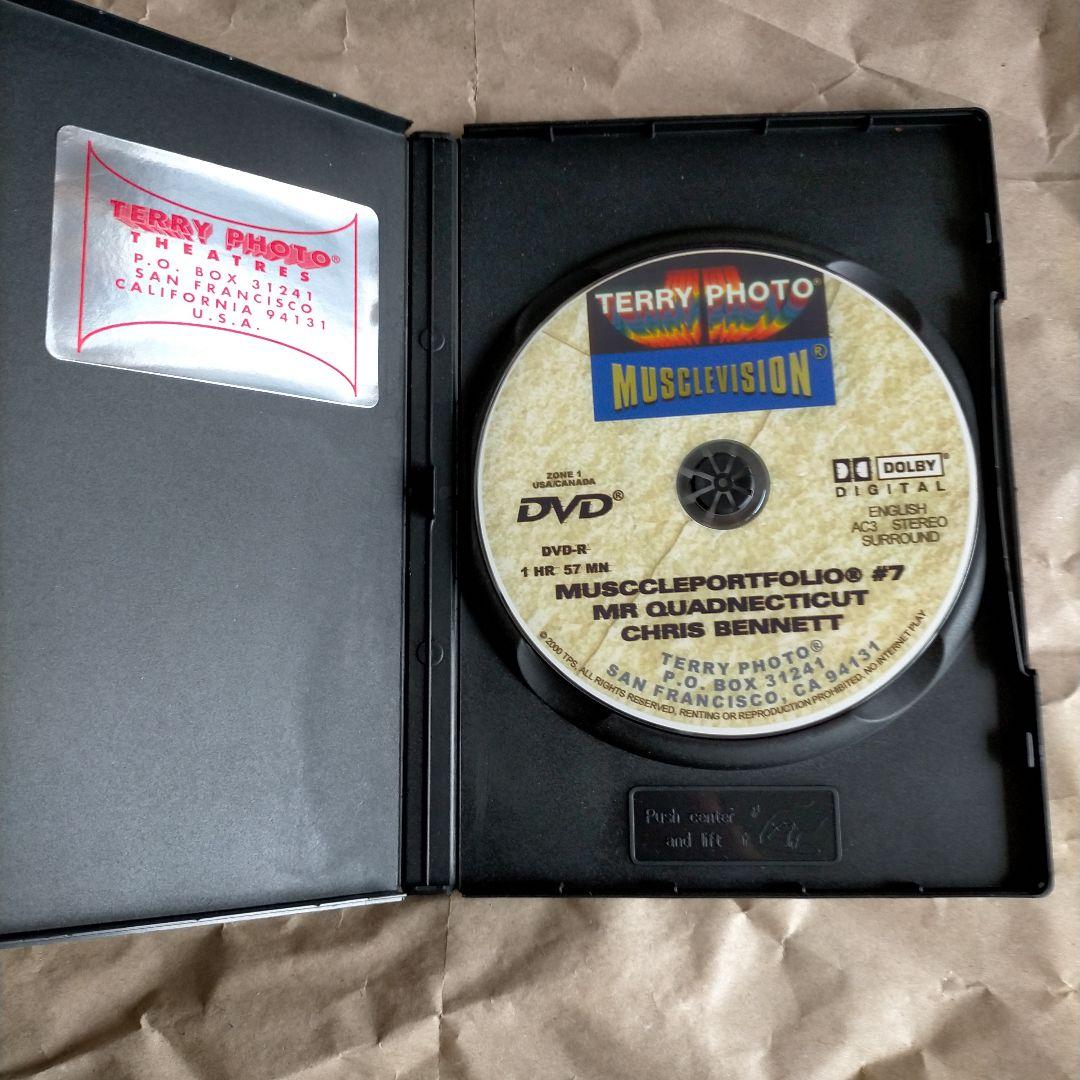 TERRY PHOTO®
THEATRES
P.O. BOX 31241
SAN FRANCISCO
CALIFORNIA 94131
U.S.A.
TERRY PHOTO®
MUSCLEVISION®
ZONE 1
USA/CANADA
DVD®
DVD-R
1 HR 57 MN
DOLBY®
DIGITAL
ENGLISH
AC3 STEREO
SURROUND
MUSCCLEPORTFOLIO® #7
MR QUADNECTICUT
CHRIS BENNETT
TERRY PHOTO®
P.O. BOX 31241
SAN FRANCISCO, CA 94131
© 2000 TPS, ALL RIGHTS RESERVED, RENTING OR REPRODUCTION PROHIBITED. NO INTERNET PLAY
Push center
and lift